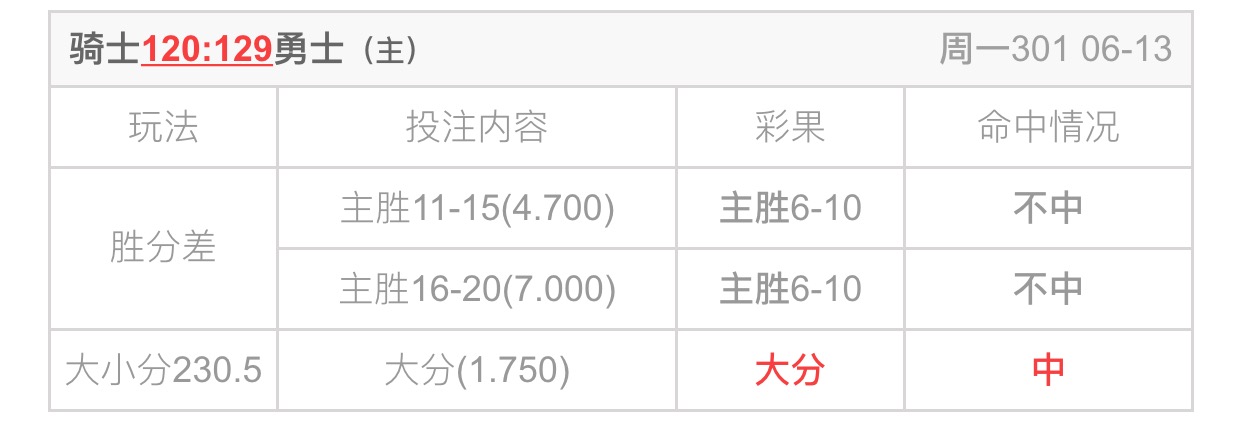 骑士120:129勇士（主） 周一301 06-13
玩法 投注内容 彩果 命中情况
胜分差 主胜11-15(4.700) 主胜6-10 不中
主胜16-20(7.000) 主胜6-10 不中
大小分230.5 大分(1.750) 大分 中